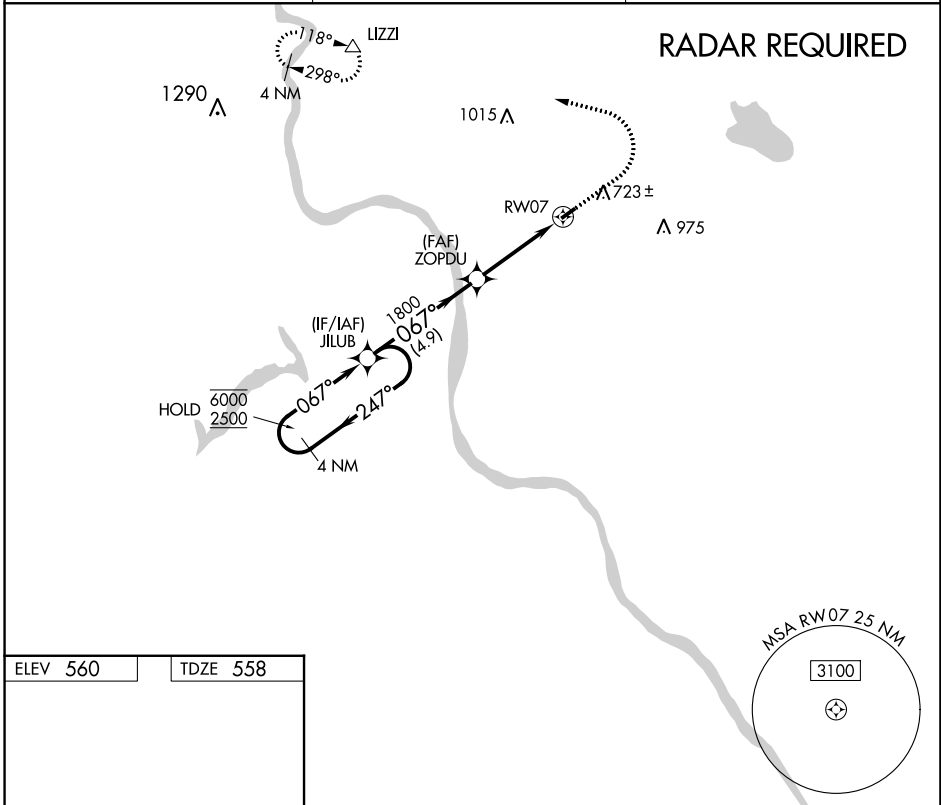 RADAR REQUIRED
LIZZI
118°
298°
4 NM
1290
1015
723 ±
975
RW07
(FAF)
ZOPDU
1800
067°
(4.9)
(IF/IAF)
JILUB
067°
247°
HOLD
6000
2500
4 NM
MSA RW07 25 NM
3100
ELEV 560
TDZE 558